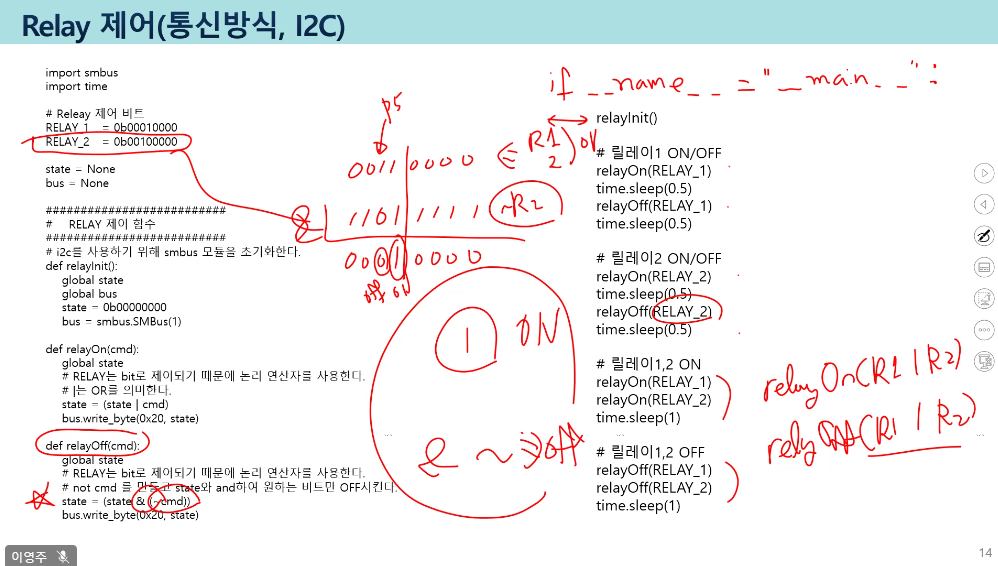 Relay 제어(통신방식, I2C)
import smbus
import time
# Releay 제어 비트
RELAY_1 = 0b00010000
RELAY_2 = 0b00100000
state = None
bus = None
##########################
# RELAY 제어 함수
##########################
# i2c를 사용하기 위해 smbus 모듈을 초기화한다.
def relayInit():
global state
global bus
state = 0b00000000
bus = smbus.SMBus(1)
def relayOn(cmd):
global state
# RELAY는 bit로 제어되기 때문에 논리 연산자를 사용한다.
# |는 OR를 의미한다.
state = (state | cmd)
bus.write_byte(0x20, state)
def relayOff(cmd):
global state
# RELAY는 bit로 제어되기 때문에 논리 연산자를 사용한다.
# not cmd 를 만들고 state와 and하여 원하는 비트만 OFF시킨다.
state = (state & (~cmd))
bus.write_byte(0x20, state)
P5
0011 0000
R1
2
ON
1101 1111
~R2
0001 0000
off on
1 ON
0 ~ off
if __name__ == "__main__":
relayInit()
# 릴레이1 ON/OFF
relayOn(RELAY_1)
time.sleep(0.5)
relayOff(RELAY_1)
time.sleep(0.5)
# 릴레이2 ON/OFF
relayOn(RELAY_2)
time.sleep(0.5)
relayOff(RELAY_2)
time.sleep(0.5)
# 릴레이1,2 ON
relayOn(RELAY_1)
relayOn(RELAY_2)
time.sleep(1)
# 릴레이1,2 OFF
relayOff(RELAY_1)
relayOff(RELAY_2)
time.sleep(1)
relayOn(R1 | R2)
relyOff(R1 | R2)
이영주
14